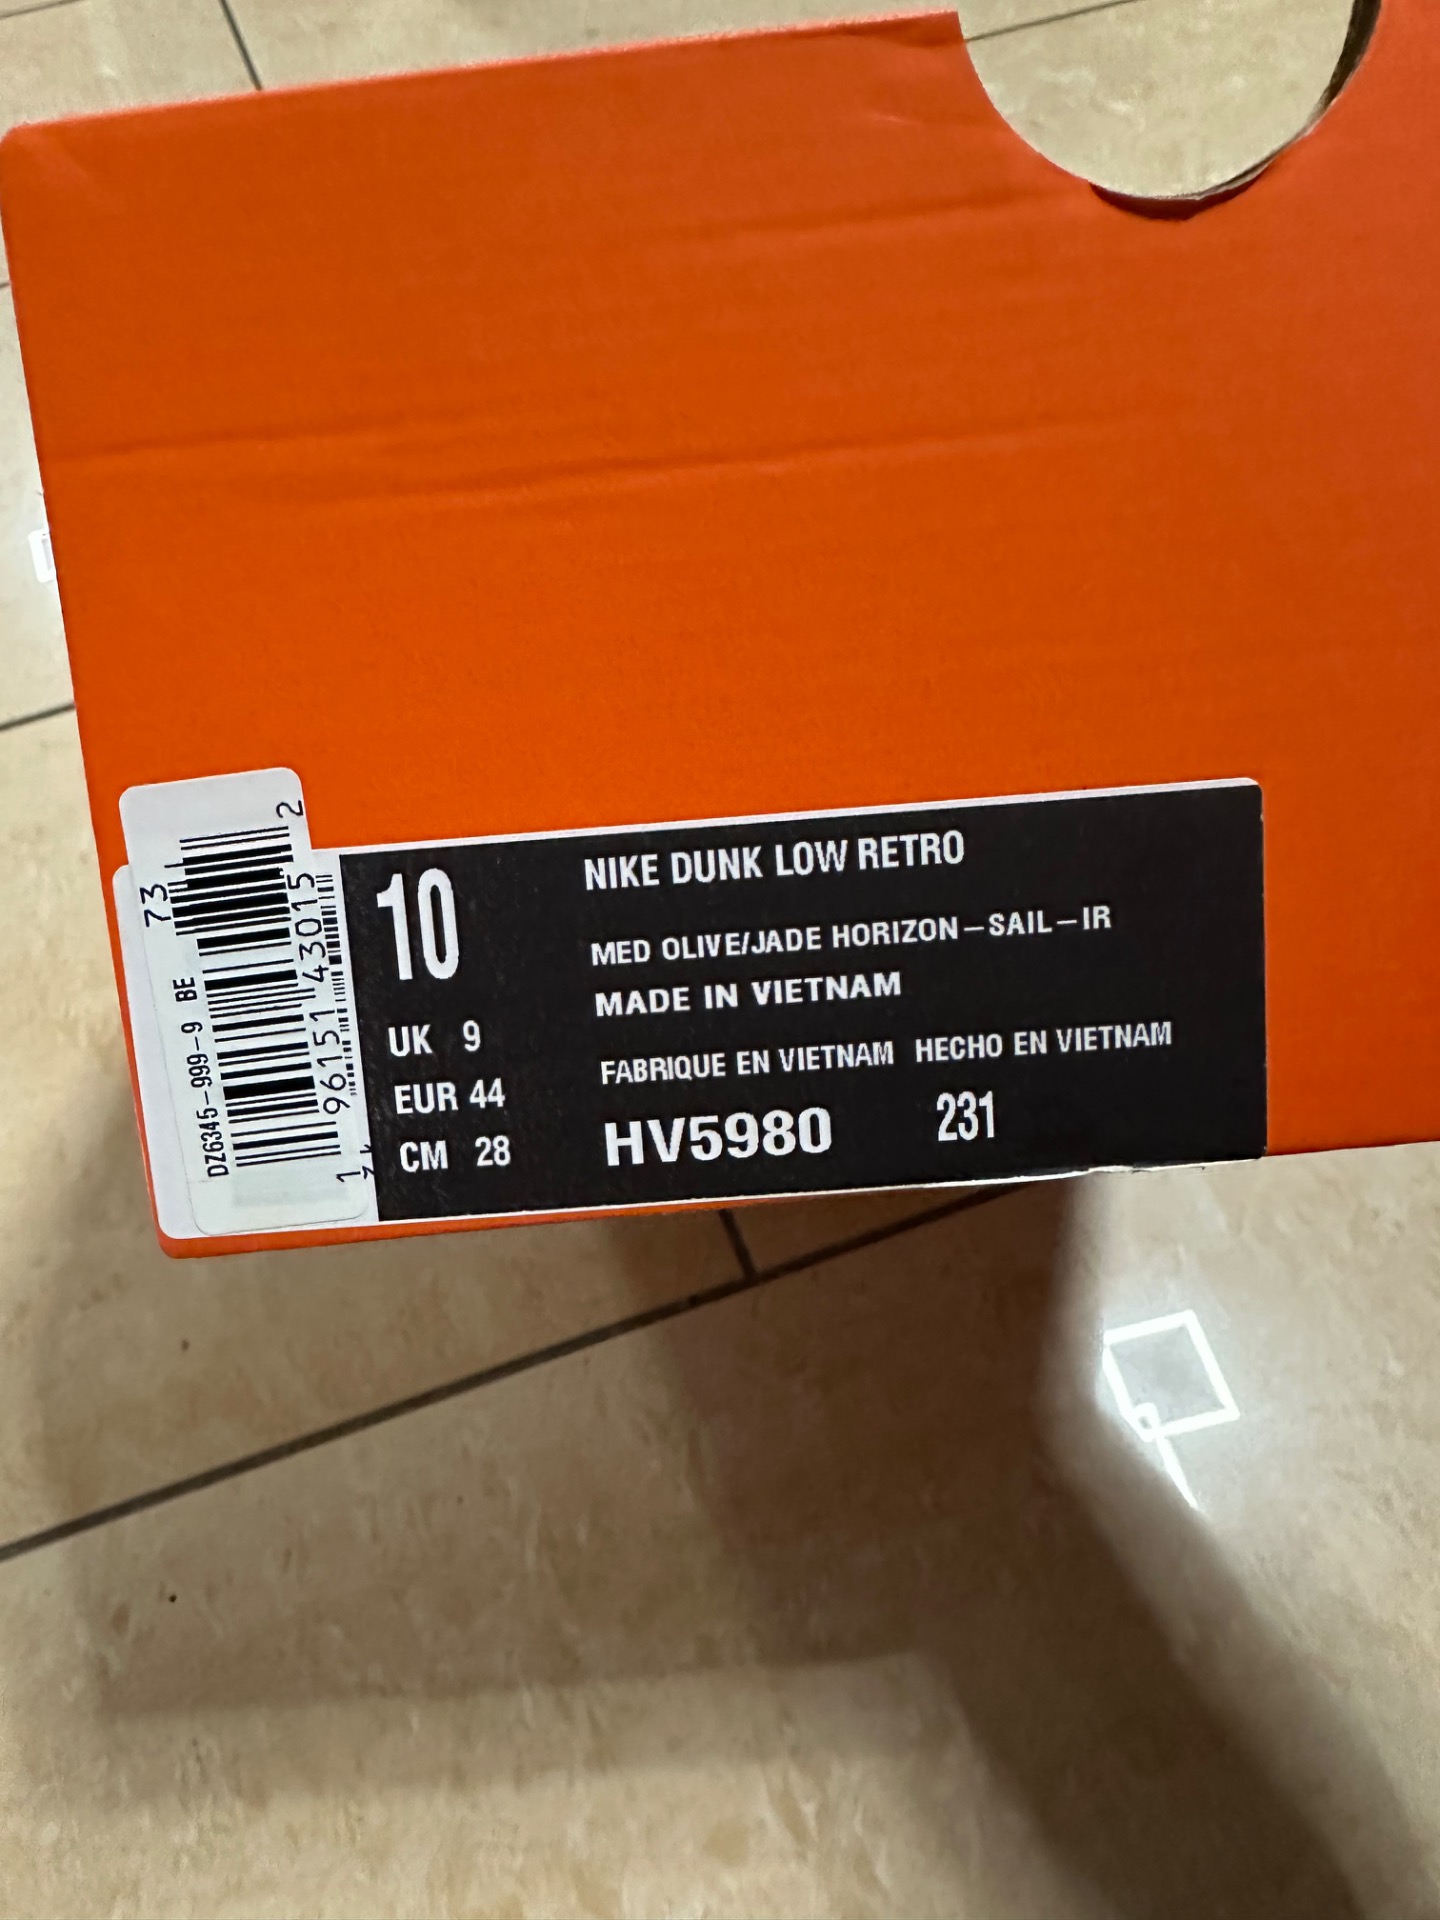 10
UK 9
EUR 44
CM 28
NIKE DUNK LOW RETRO
MED OLIVE/JADE HORIZON–SAIL–IR
MADE IN VIETNAM
FABRIQUE EN VIETNAM HECHO EN VIETNAM
HV5980 231
DZ6345–999–9 BE
73
1 96151 43015 2